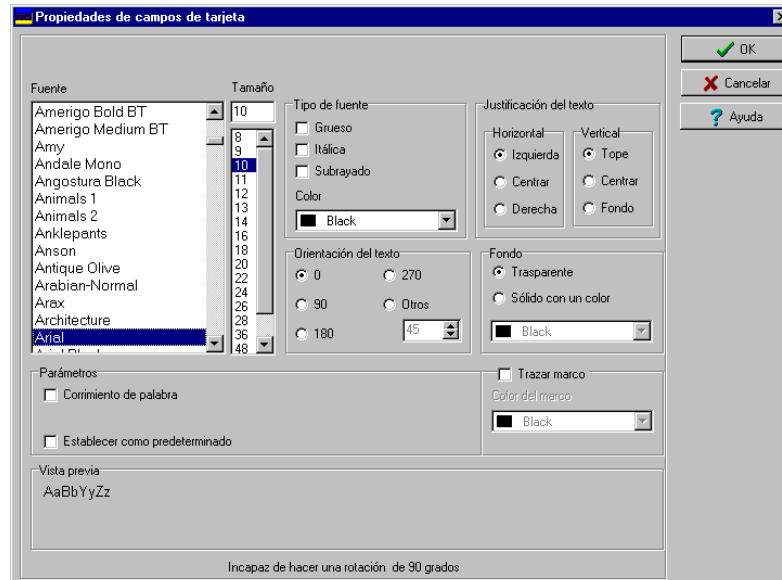 Propiedades de campos de tarjeta
OK
Cancelar
Ayuda
Fuente
Amerigo Bold BT
Amerigo Medium BT
Amy
Andale Mono
Angostura Black
Animals 1
Animals 2
Anklepants
Anson
Antique Olive
Arabian-Normal
Arax
Architecture
Arial
Tamaño
10
8
9
10
11
12
13
14
16
18
20
22
24
26
28
36
48
Tipo de fuente
Grueso
Itálica
Subrayado
Color
Black
Justificación del texto
Horizontal
Izquierda
Centrar
Derecha
Vertical
Tope
Centrar
Fondo
Orientación del texto
0
270
90
Otros
180
45
Fondo
Trasparente
Sólido con un color
Black
Parámetros
Corrimiento de palabra
Establecer como predeterminado
Trazar marco
Color del marco
Black
Vista previa
AaBbYyZz
Incapaz de hacer una rotación de 90 grados